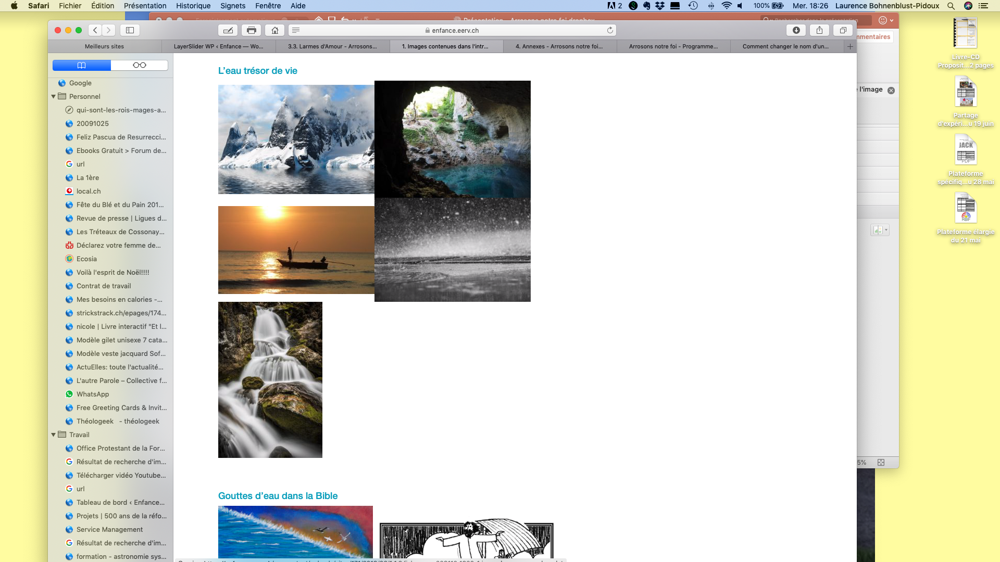 Safari Fichier Édition Présentation Historique Signets Fenêtre Aide
2 100% Mer. 18:26 Laurence Bohnenblust-Pidoux
Présentation - Arrosons notre foi dropbox
Rechercher dans la présentation
enfance.eerv.ch
mmentaires
Meilleurs sites
LayerSlider WP ‹ Enfance — Wo...
3.3. Larmes d'Amour - Arrosons...
1. Images contenues dans l'intr...
4. Annexes - Arrosons notre foi...
Arrosons notre foi - Programme...
Comment changer le nom d'un...
Google
Personnel
qui-sont-les-rois-mages-a...
20091025
Feliz Pascua de Resurrecci...
Ebooks Gratuit > Forum de...
url
La 1ère
local.ch
Fête du Blé et du Pain 201...
Revue de presse | Ligues d...
Les Tréteaux de Cossonay...
Déclarez votre femme de...
Ecosia
Voilà l'esprit de Noël!!!!
Contrat de travail
Mes besoins en calories -...
strickstrack.ch/epages/174...
nicole | Livre interactif "Et l...
Modèle gilet unisexe 7 cata...
Modèle veste jacquard Sof...
ActuElles: toute l'actualité...
L'autre Parole – Collective f...
WhatsApp
Free Greeting Cards & Invit...
Théologeek - théologeek
Travail
Office Protestant de la For...
Résultat de recherche d'im...
Télécharger vidéo Youtube...
url
Tableau de bord ‹ Enfance...
Projets | 500 ans de la réfo...
Service Management
Résultat de recherche d'im...
formation - astronomie sys...
L'eau trésor de vie
Gouttes d'eau dans la Bible
l'image
5%
Livre-CD
Proposit...2 pages
PDF
Partage
d'expéri...u 19 juin
JACK
PDF
Plateforme
spécifiq...u 28 mai
PDF
Plateforme élargie
du 21 mai